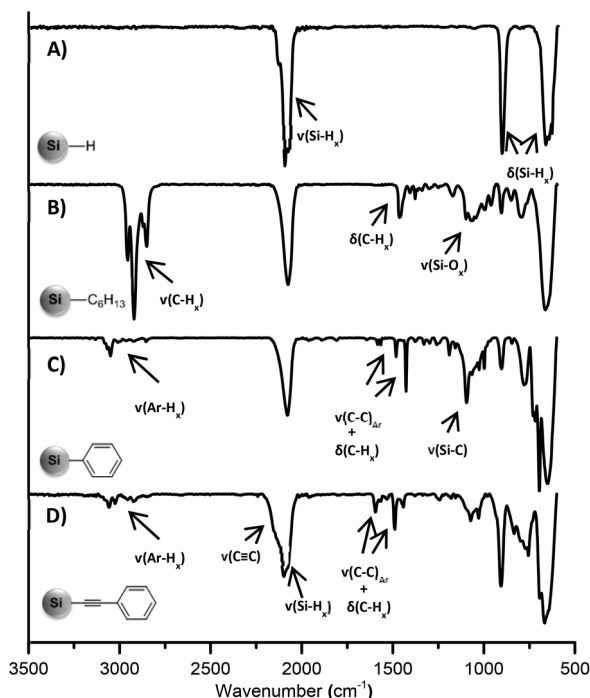 A)
ν(Si-Hₓ)
Si H
δ(Si-Hₓ)
B)
δ(C-Hₓ)
ν(Si-Oₓ)
Si C₆H₁₃
ν(C-Hₓ)
C)
ν(Ar-Hₓ)
ν(C-C)Ar
+
δ(C-Hₓ)
ν(Si-C)
Si
D)
ν(Ar-Hₓ)
ν(C≡C)
ν(Si-Hₓ)
ν(C-C)Ar
+
δ(C-Hₓ)
Si
3500 3000 2500 2000 1500 1000 500
Wavenumber (cm⁻¹)